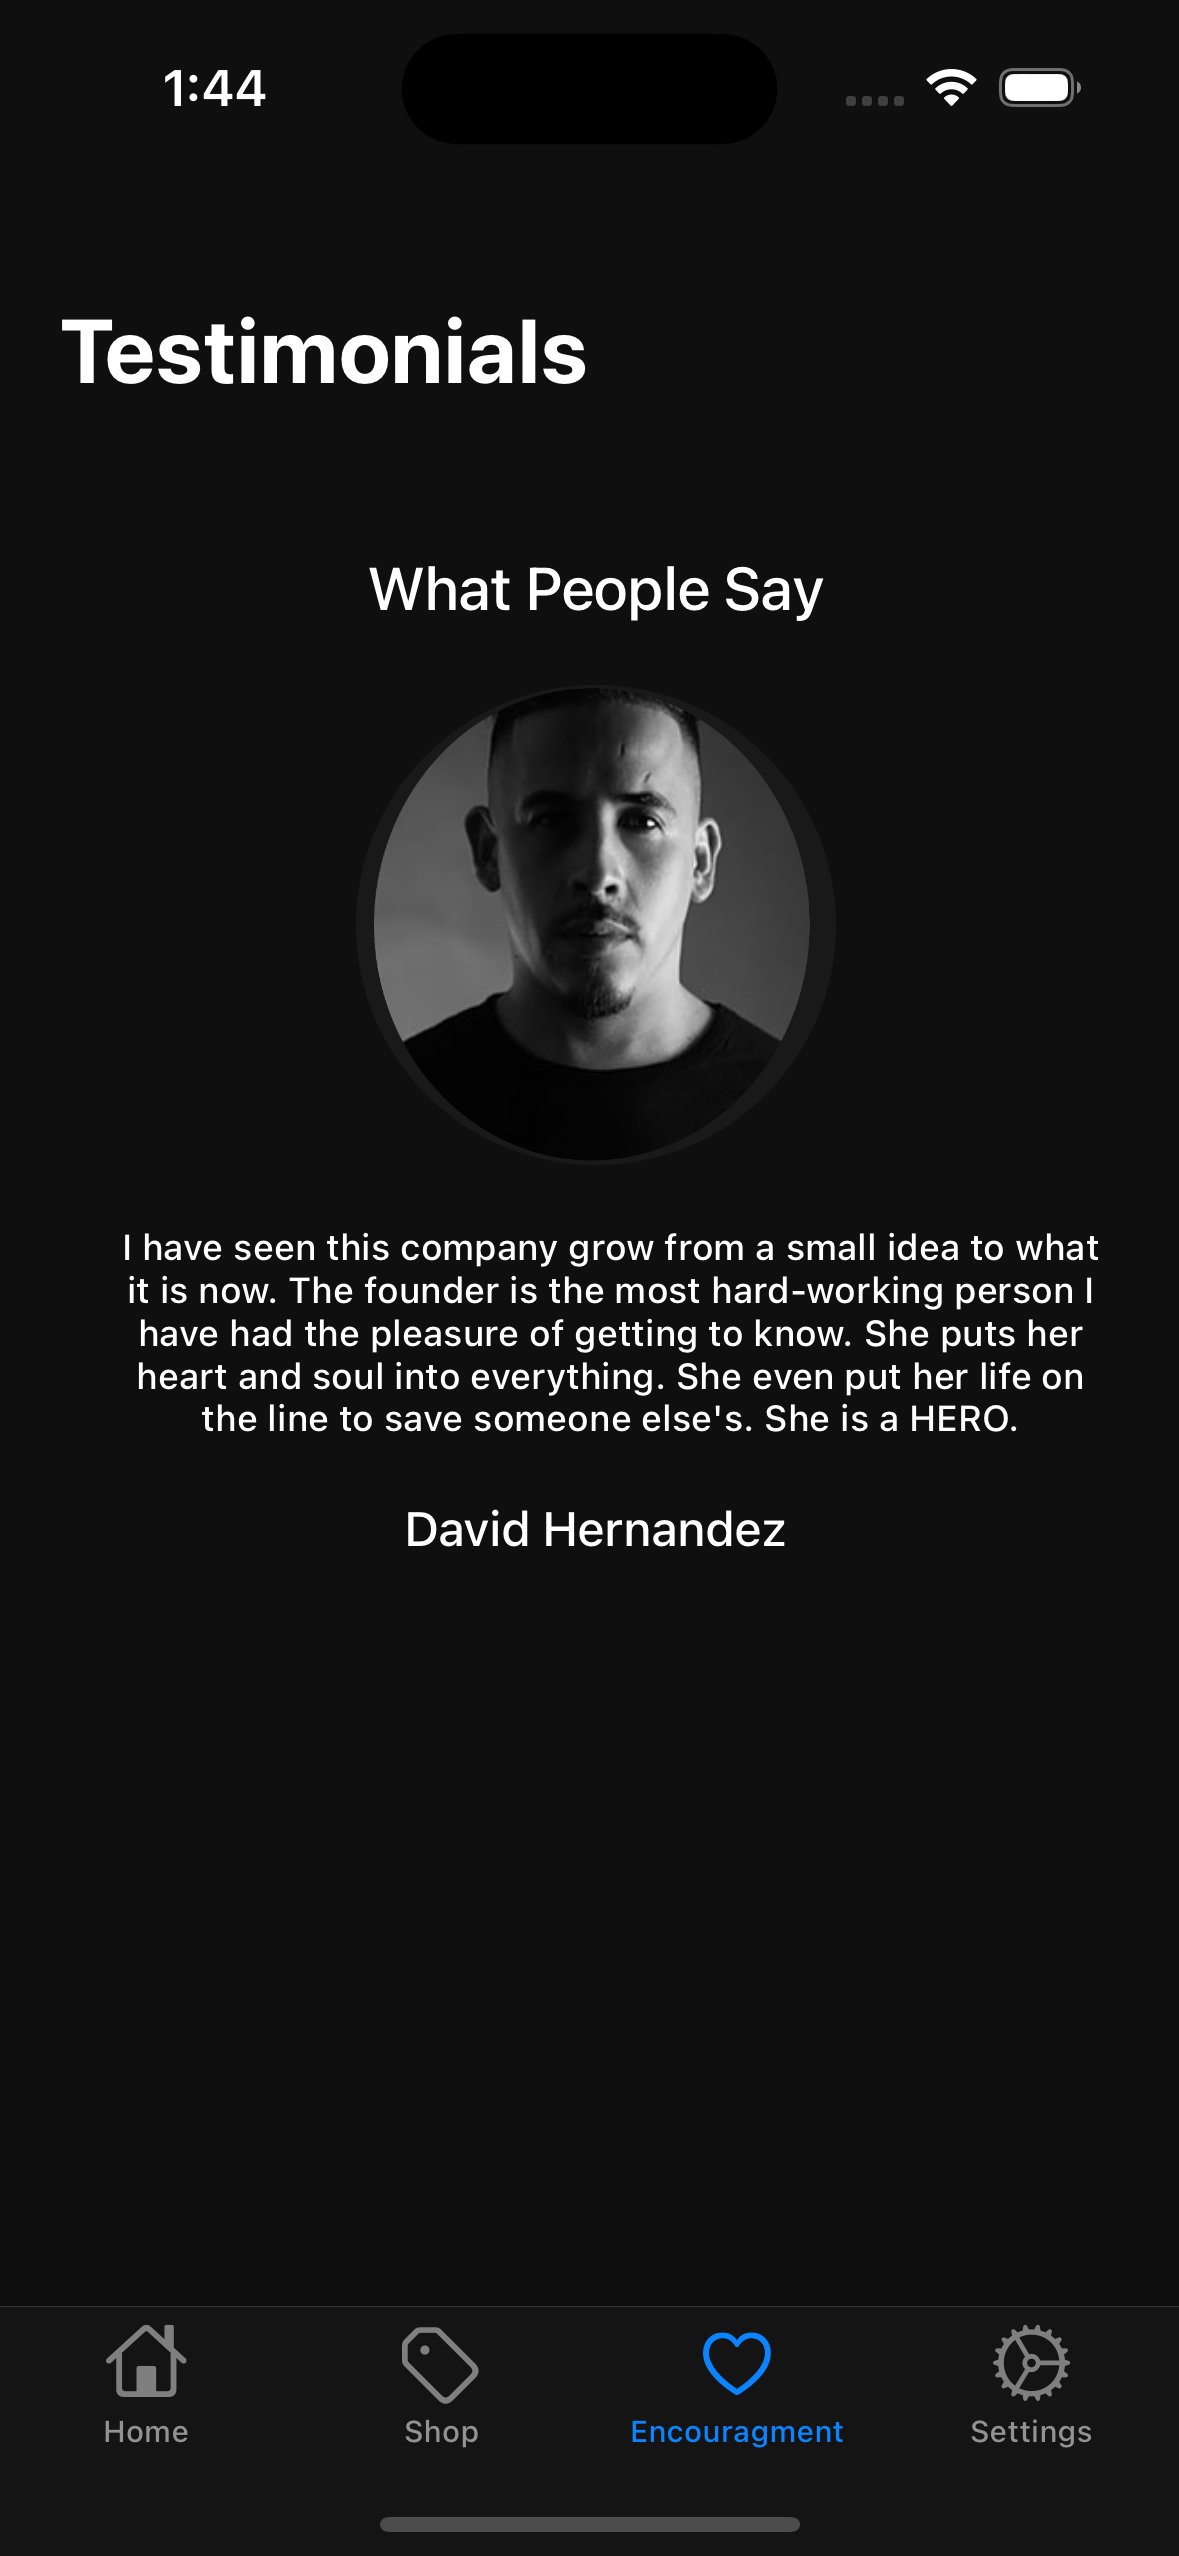 1:44
Testimonials
What People Say
I have seen this company grow from a small idea to what
it is now. The founder is the most hard-working person I
have had the pleasure of getting to know. She puts her
heart and soul into everything. She even put her life on
the line to save someone else's. She is a HERO.
David Hernandez
Home
Shop
Encouragment
Settings